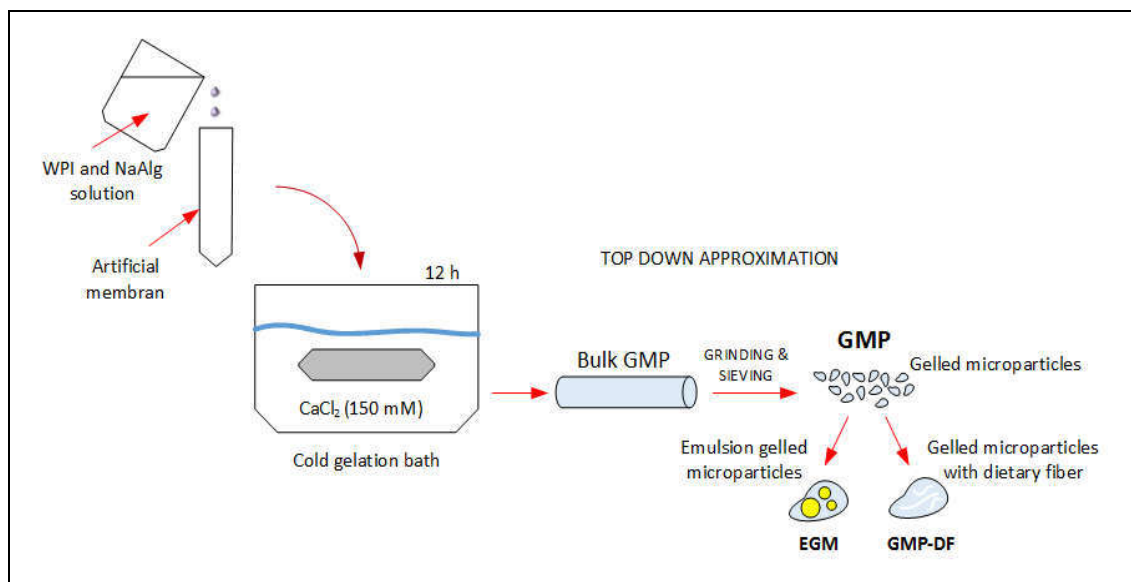 WPI and NaAlg
solution
Artificial
membran
12 h
CaCl₂ (150 mM)
Cold gelation bath
TOP DOWN APPROXIMATION
Bulk GMP
GRINDING &
SIEVING
GMP
Gelled microparticles
Emulsion gelled
microparticles
EGM
Gelled microparticles
with dietary fiber
GMP-DF